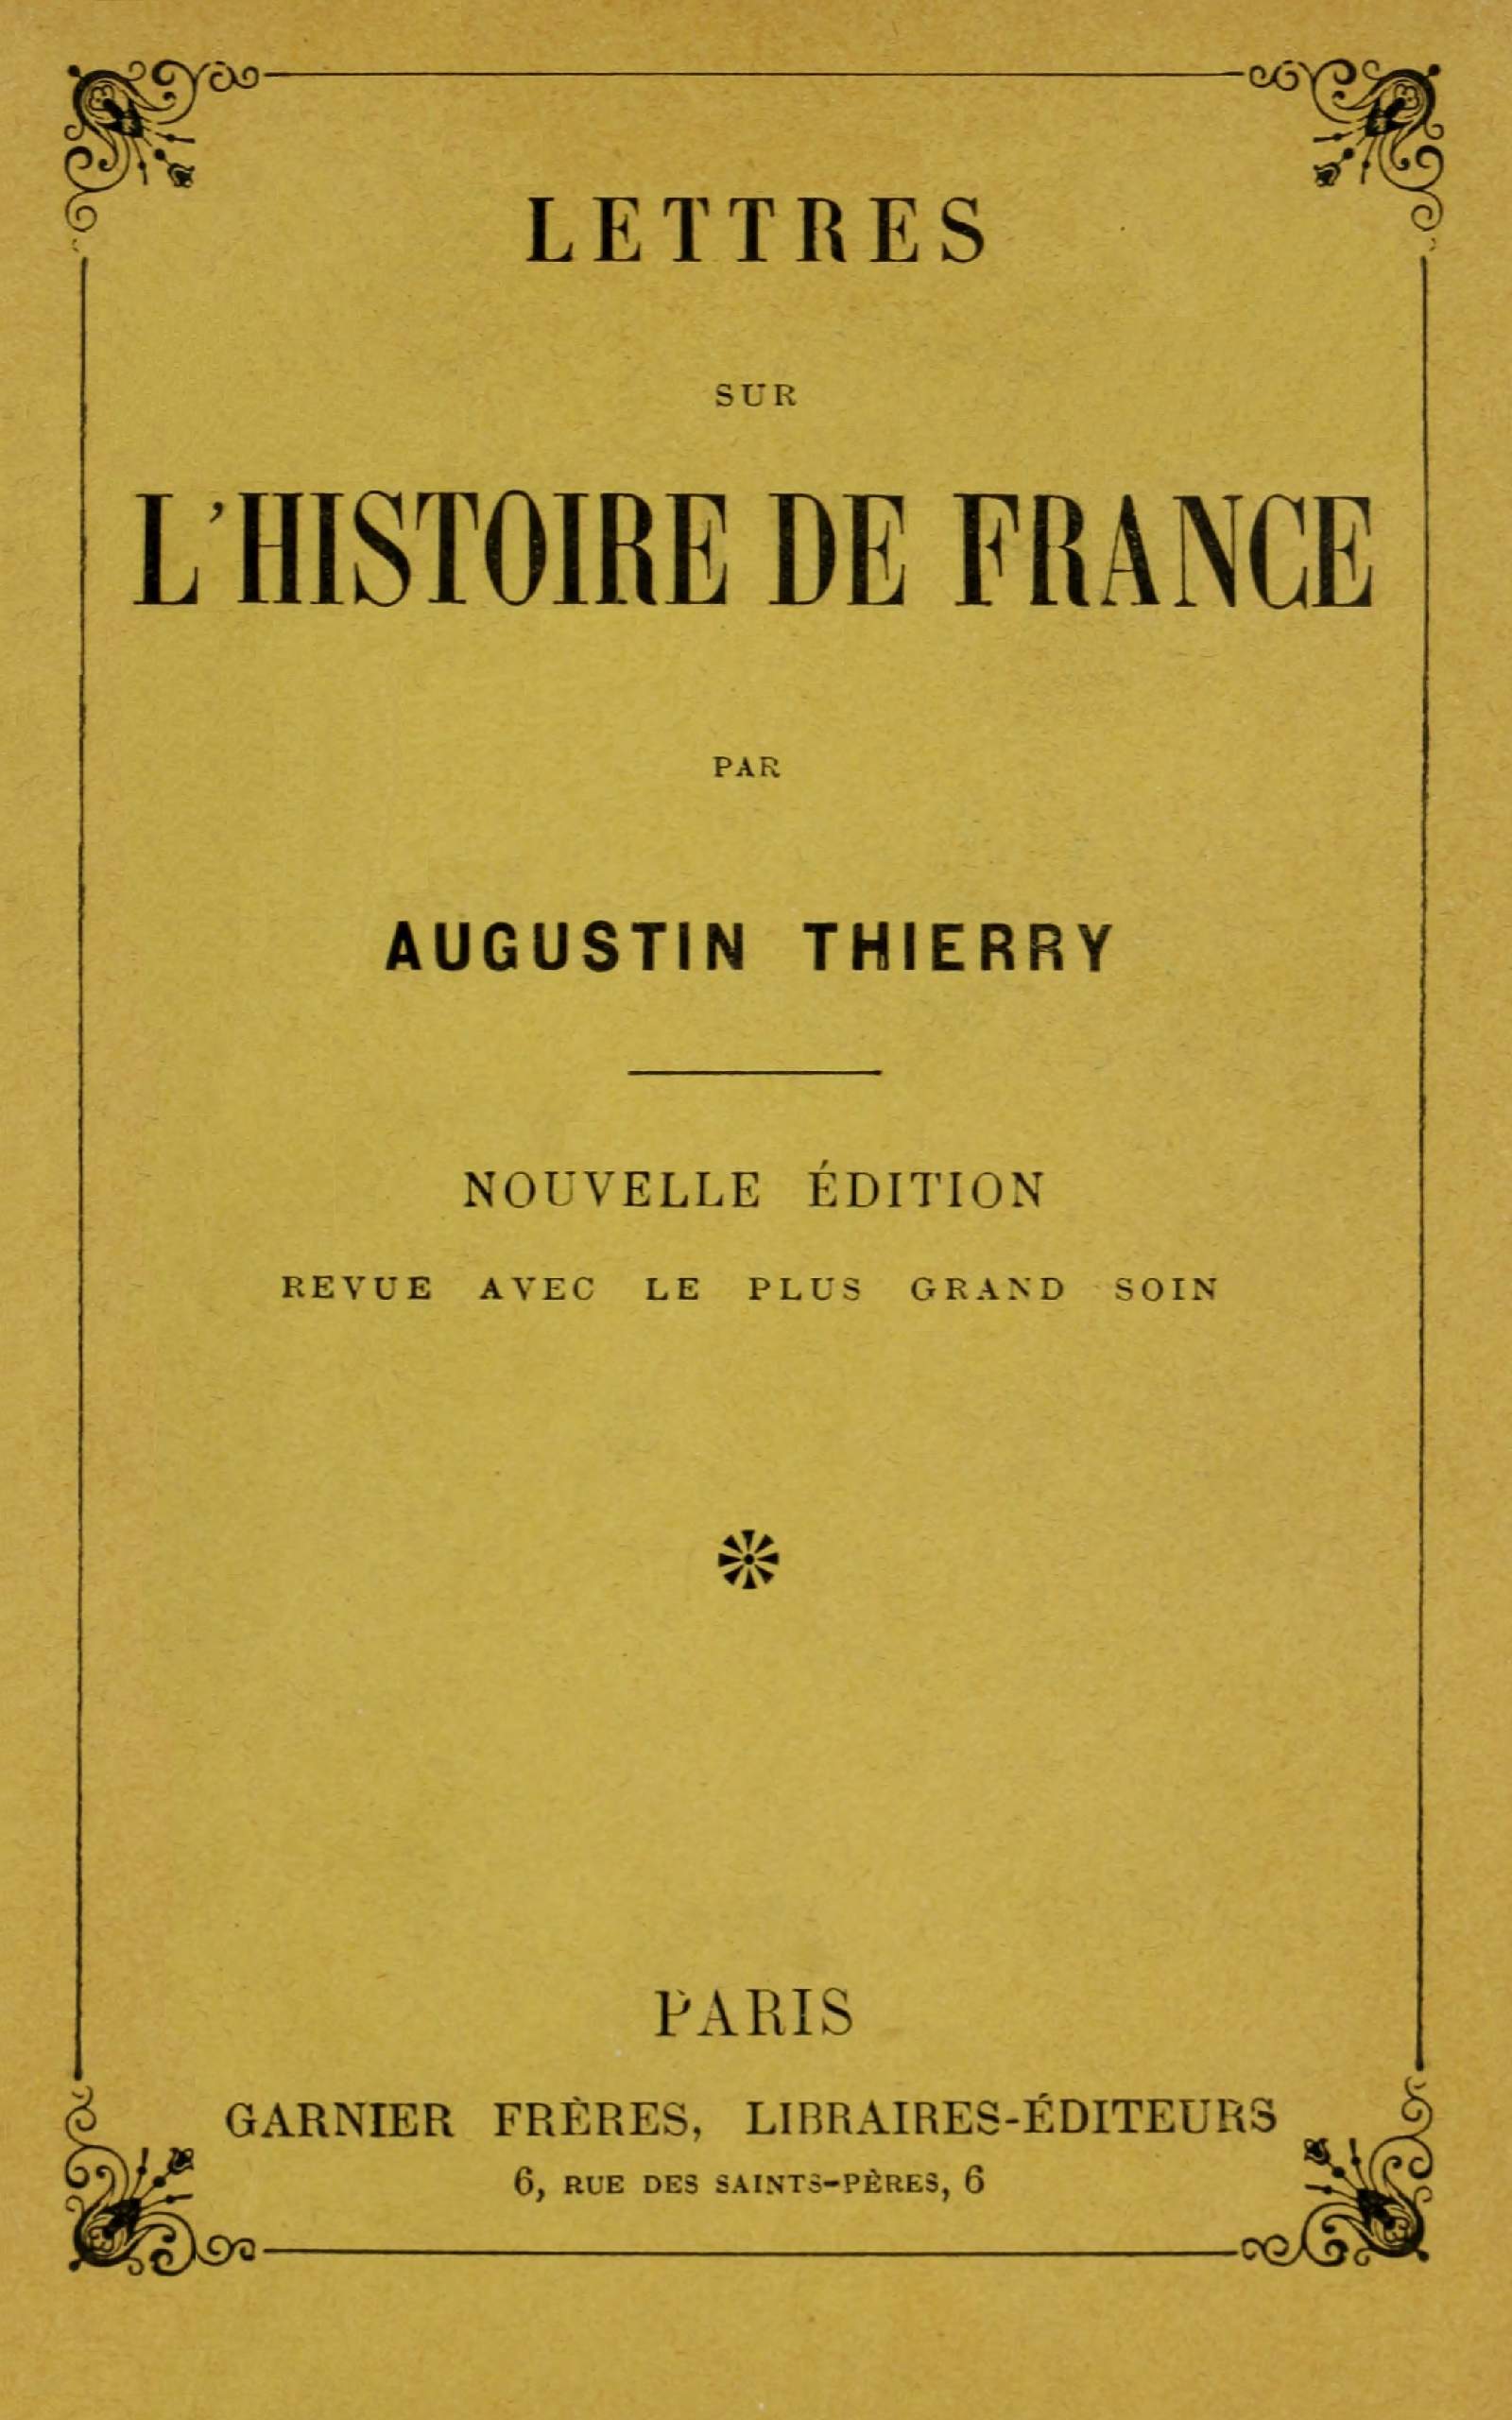 LETTRES
SUR
L'HISTOIRE DE FRANCE
PAR
AUGUSTIN THIERRY
NOUVELLE ÉDITION
REVUE AVEC LE PLUS GRAND SOIN
PARIS
GARNIER FRÈRES, LIBRAIRES-ÉDITEURS
6, RUE DES SAINTS-PÈRES, 6